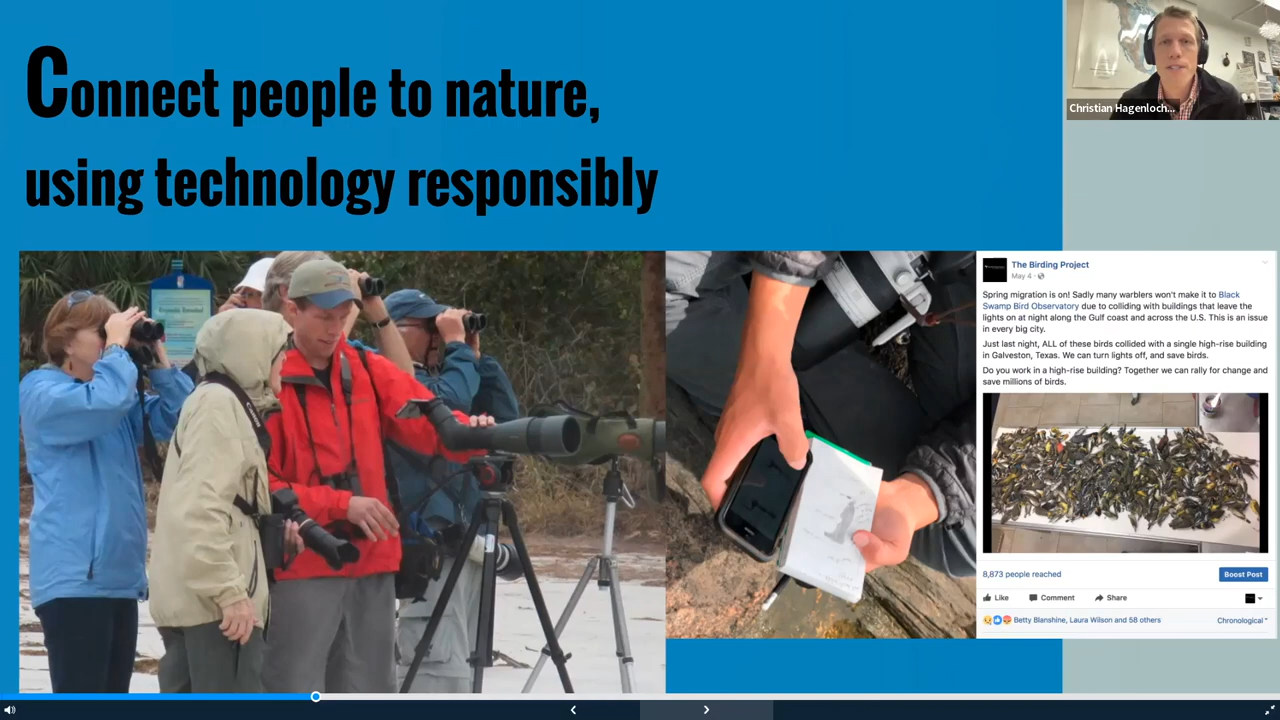 Connect people to nature,
using technology responsibly
Christian Hagenloch...
The Birding Project
May 4
Spring migration is on! Sadly many warblers won't make it to Black
Swamp Bird Observatory due to colliding with buildings that leave the
lights on at night along the Gulf coast and across the U.S. This is an issue
in every big city.
Just last night, ALL of these birds collided with a single high-rise building
in Galveston, Texas. We can turn lights off, and save birds.
Do you work in a high-rise building? Together we can rally for change and
save millions of birds.
8,873 people reached
Boost Post
Like Comment Share
Betty Blanshine, Laura Wilson and 58 others
Chronological